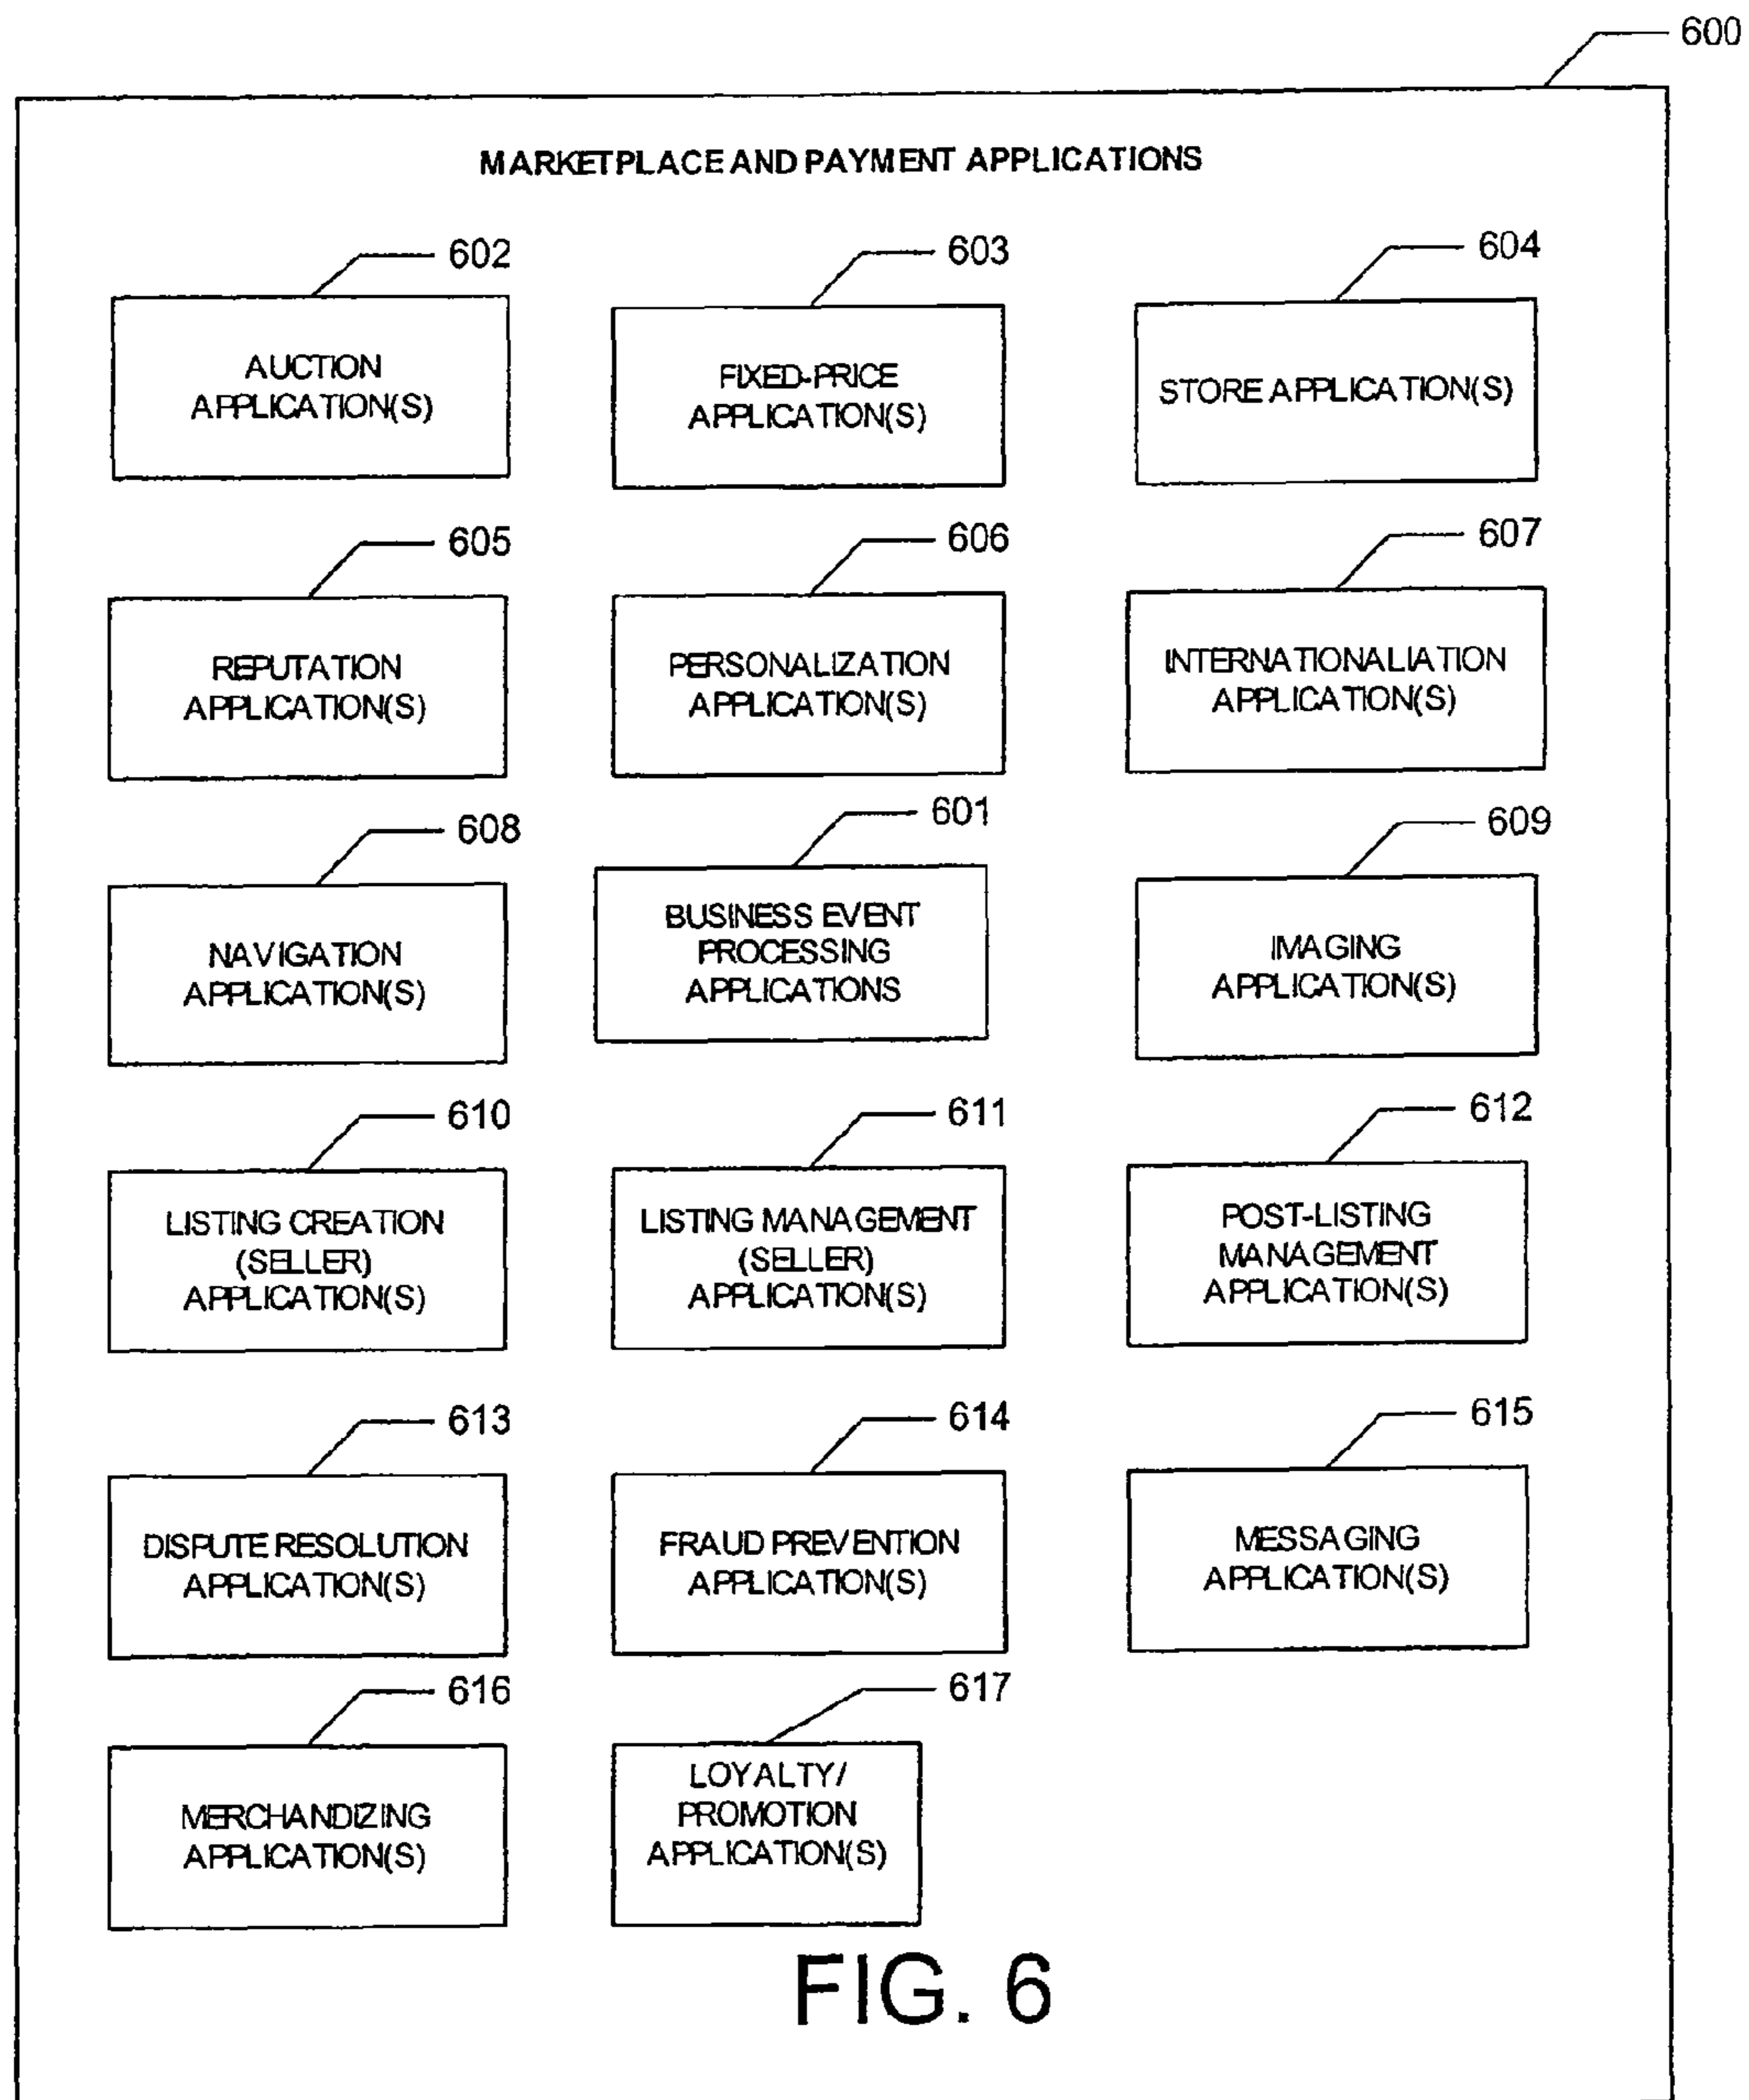 600
MARKETPLACE AND PAYMENT APPLICATIONS
602
AUCTION
APPLICATION(S)
603
FIXED-PRICE
APPLICATION(S)
604
STORE APPLICATION(S)
605
REPUTATION
APPLICATION(S)
606
PERSONALIZATION
APPLICATION(S)
607
INTERNATIONALIATION
APPLICATION(S)
608
NAVIGATION
APPLICATION(S)
601
BUSINESS EVENT
PROCESSING
APPLICATIONS
609
IMAGING
APPLICATION(S)
610
LISTING CREATION
(SELLER)
APPLICATION(S)
611
LISTING MANAGEMENT
(SELLER)
APPLICATION(S)
612
POST-LISTING
MANAGEMENT
APPLICATION(S)
613
DISPUTE RESOLUTION
APPLICATION(S)
614
FRAUD PREVENTION
APPLICATION(S)
615
MESSAGING
APPLICATION(S)
616
MERCHANDIZING
APPLICATION(S)
617
LOYALTY/
PROMOTION
APPLICATION(S)
FIG. 6